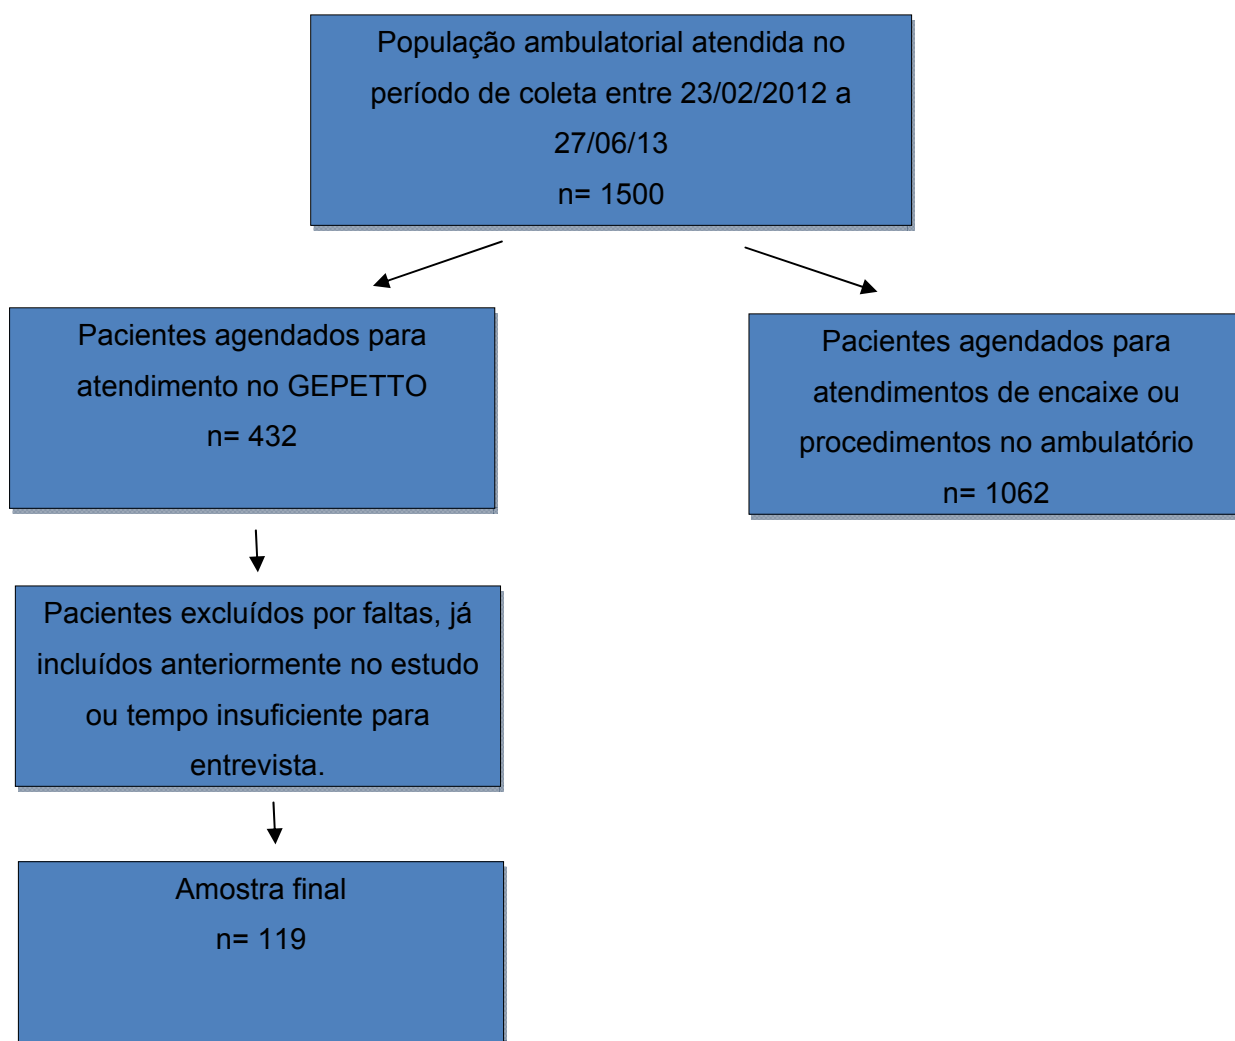 População ambulatorial atendida no
período de coleta entre 23/02/2012 a
27/06/13
n= 1500
Pacientes agendados para
atendimento no GEPETTO
n= 432
Pacientes agendados para
atendimentos de encaixe ou
procedimentos no ambulatório
n= 1062
Pacientes excluídos por faltas, já
incluídos anteriormente no estudo
ou tempo insuficiente para
entrevista.
Amostra final
n= 119